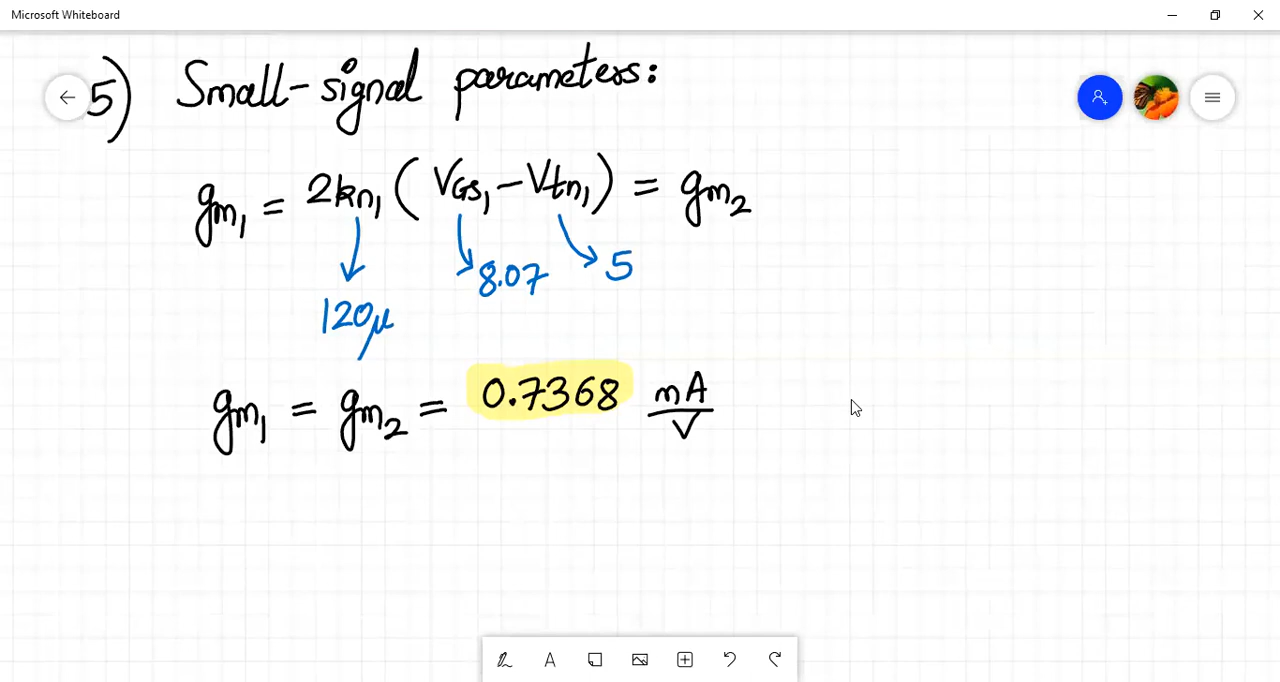 Microsoft Whiteboard
5) Small-signal parameters:
gm₁ = 2kn₁ (VGS₁ - Vtn₁) = gm₂
8.07 5
120μ
gm₁ = gm₂ = 0.7368 mA/V
A